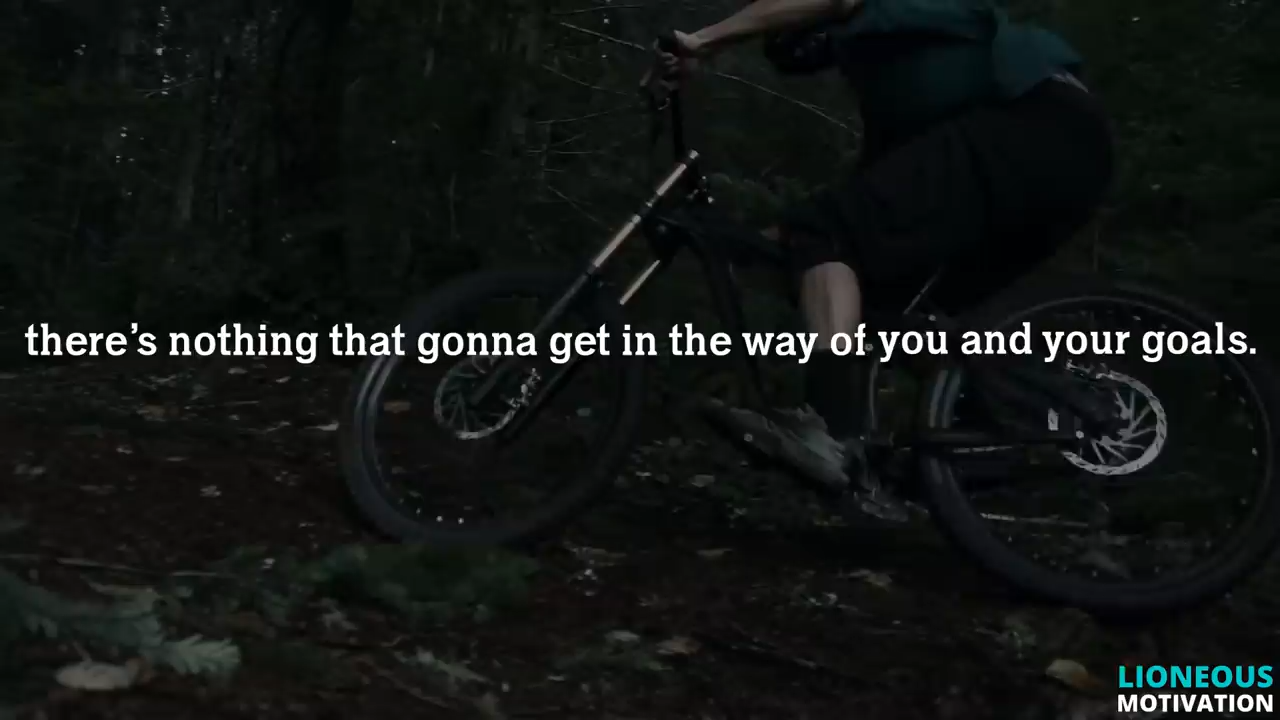 there’s nothing that gonna get in the way of you and your goals.
LIONEOUS
MOTIVATION